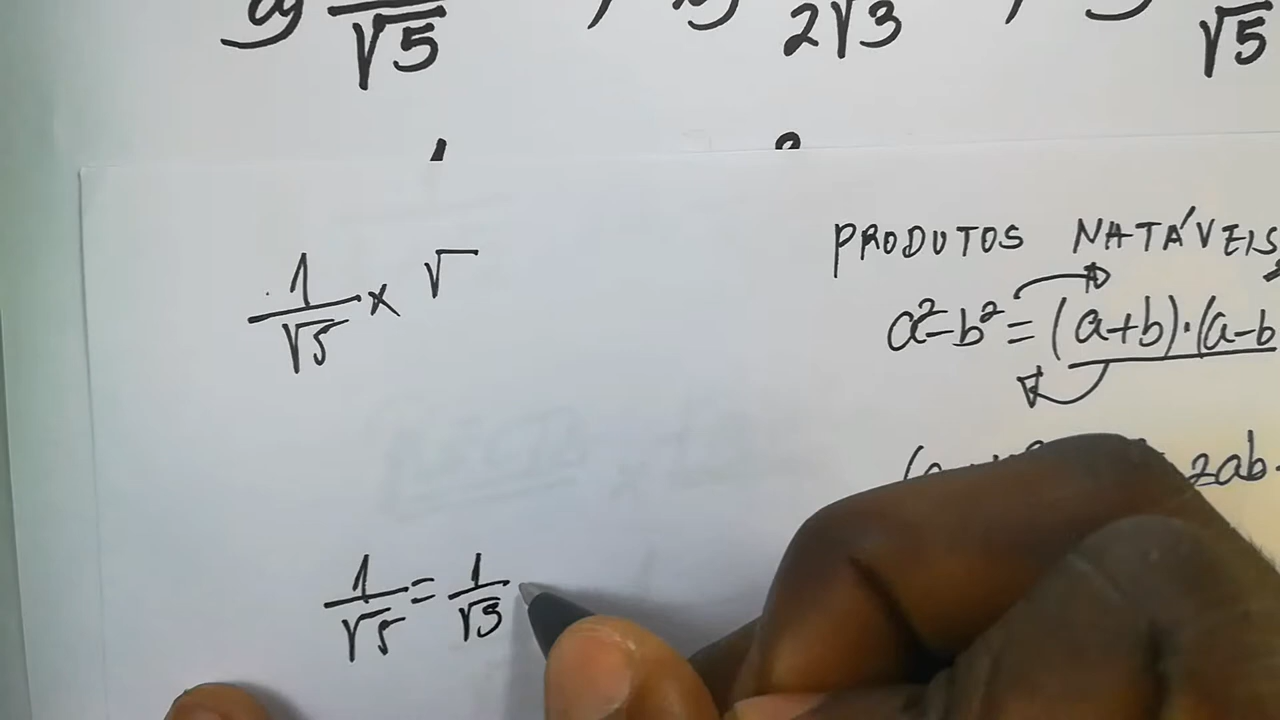 √5 2√3 √5
PRODUTOS NATÁVEIS
1/√5 × √
a²-b² = (a+b)·(a-b
2ab
1/√5 = 1/√5